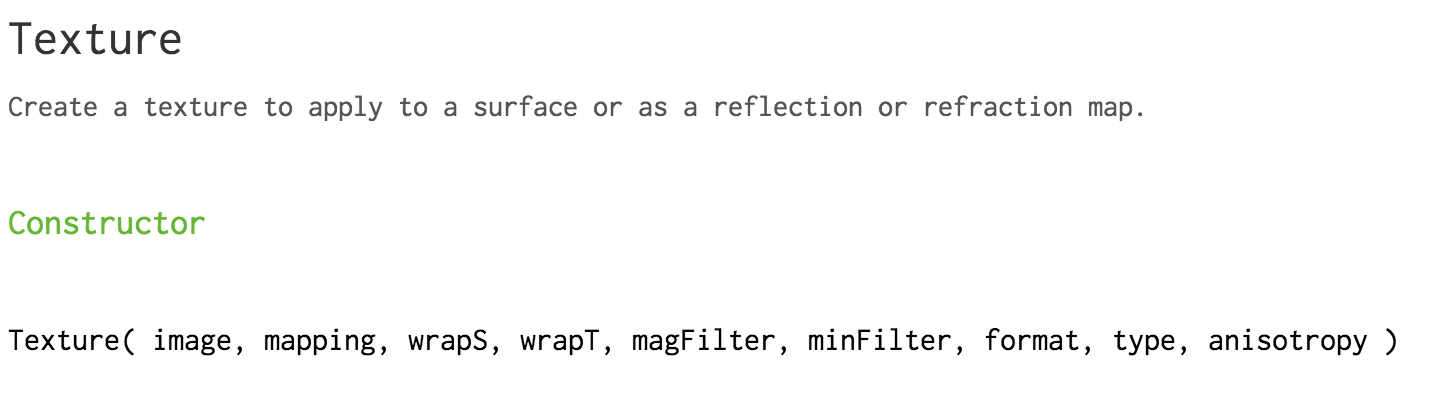 Texture
Create a texture to apply to a surface or as a reflection or refraction map.
Constructor
Texture( image, mapping, wrapS, wrapT, magFilter, minFilter, format, type, anisotropy )